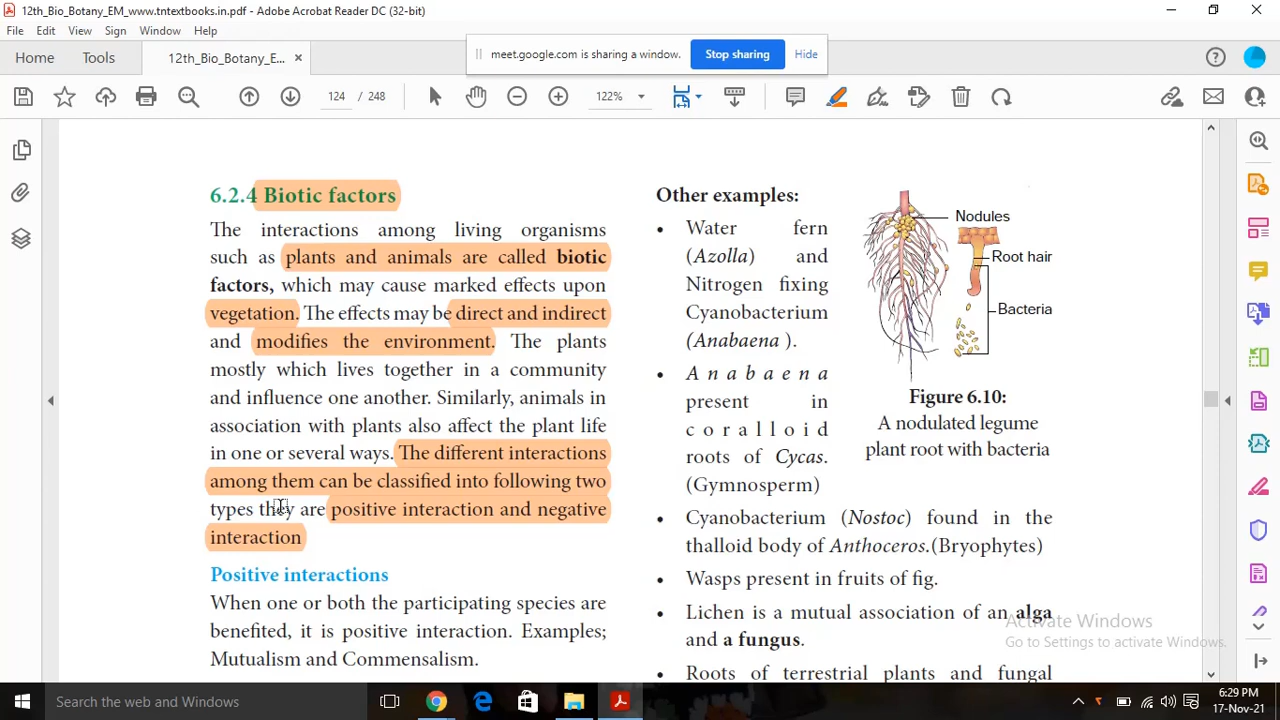 12th_Bio_Botany_EM_www.tntextbooks.in.pdf - Adobe Acrobat Reader DC (32-bit)
File Edit View Sign Window Help
Home Tools 12th_Bio_Botany_E... ×
meet.google.com is sharing a window. Stop sharing Hide
124 / 248 122%
6.2.4 Biotic factors
The interactions among living organisms
such as plants and animals are called biotic
factors, which may cause marked effects upon
vegetation. The effects may be direct and indirect
and modifies the environment. The plants
mostly which lives together in a community
and influence one another. Similarly, animals in
association with plants also affect the plant life
in one or several ways. The different interactions
among them can be classified into following two
types they are positive interaction and negative
interaction
Positive interactions
When one or both the participating species are
benefited, it is positive interaction. Examples;
Mutualism and Commensalism.
Other examples:
• Water fern
(Azolla) and
Nitrogen fixing
Cyanobacterium
(Anabaena ).
• Anabaena
present in
coralloid
roots of Cycas.
(Gymnosperm)
Nodules
Root hair
Bacteria
Figure 6.10:
A nodulated legume
plant root with bacteria
• Cyanobacterium (Nostoc) found in the
thalloid body of Anthoceros.(Bryophytes)
• Wasps present in fruits of fig.
• Lichen is a mutual association of an alga
and a fungus.
• Roots of terrestrial plants and fungal
Activate Windows
Go to Settings to activate Windows.
Search the web and Windows
6:29 PM
17-Nov-21